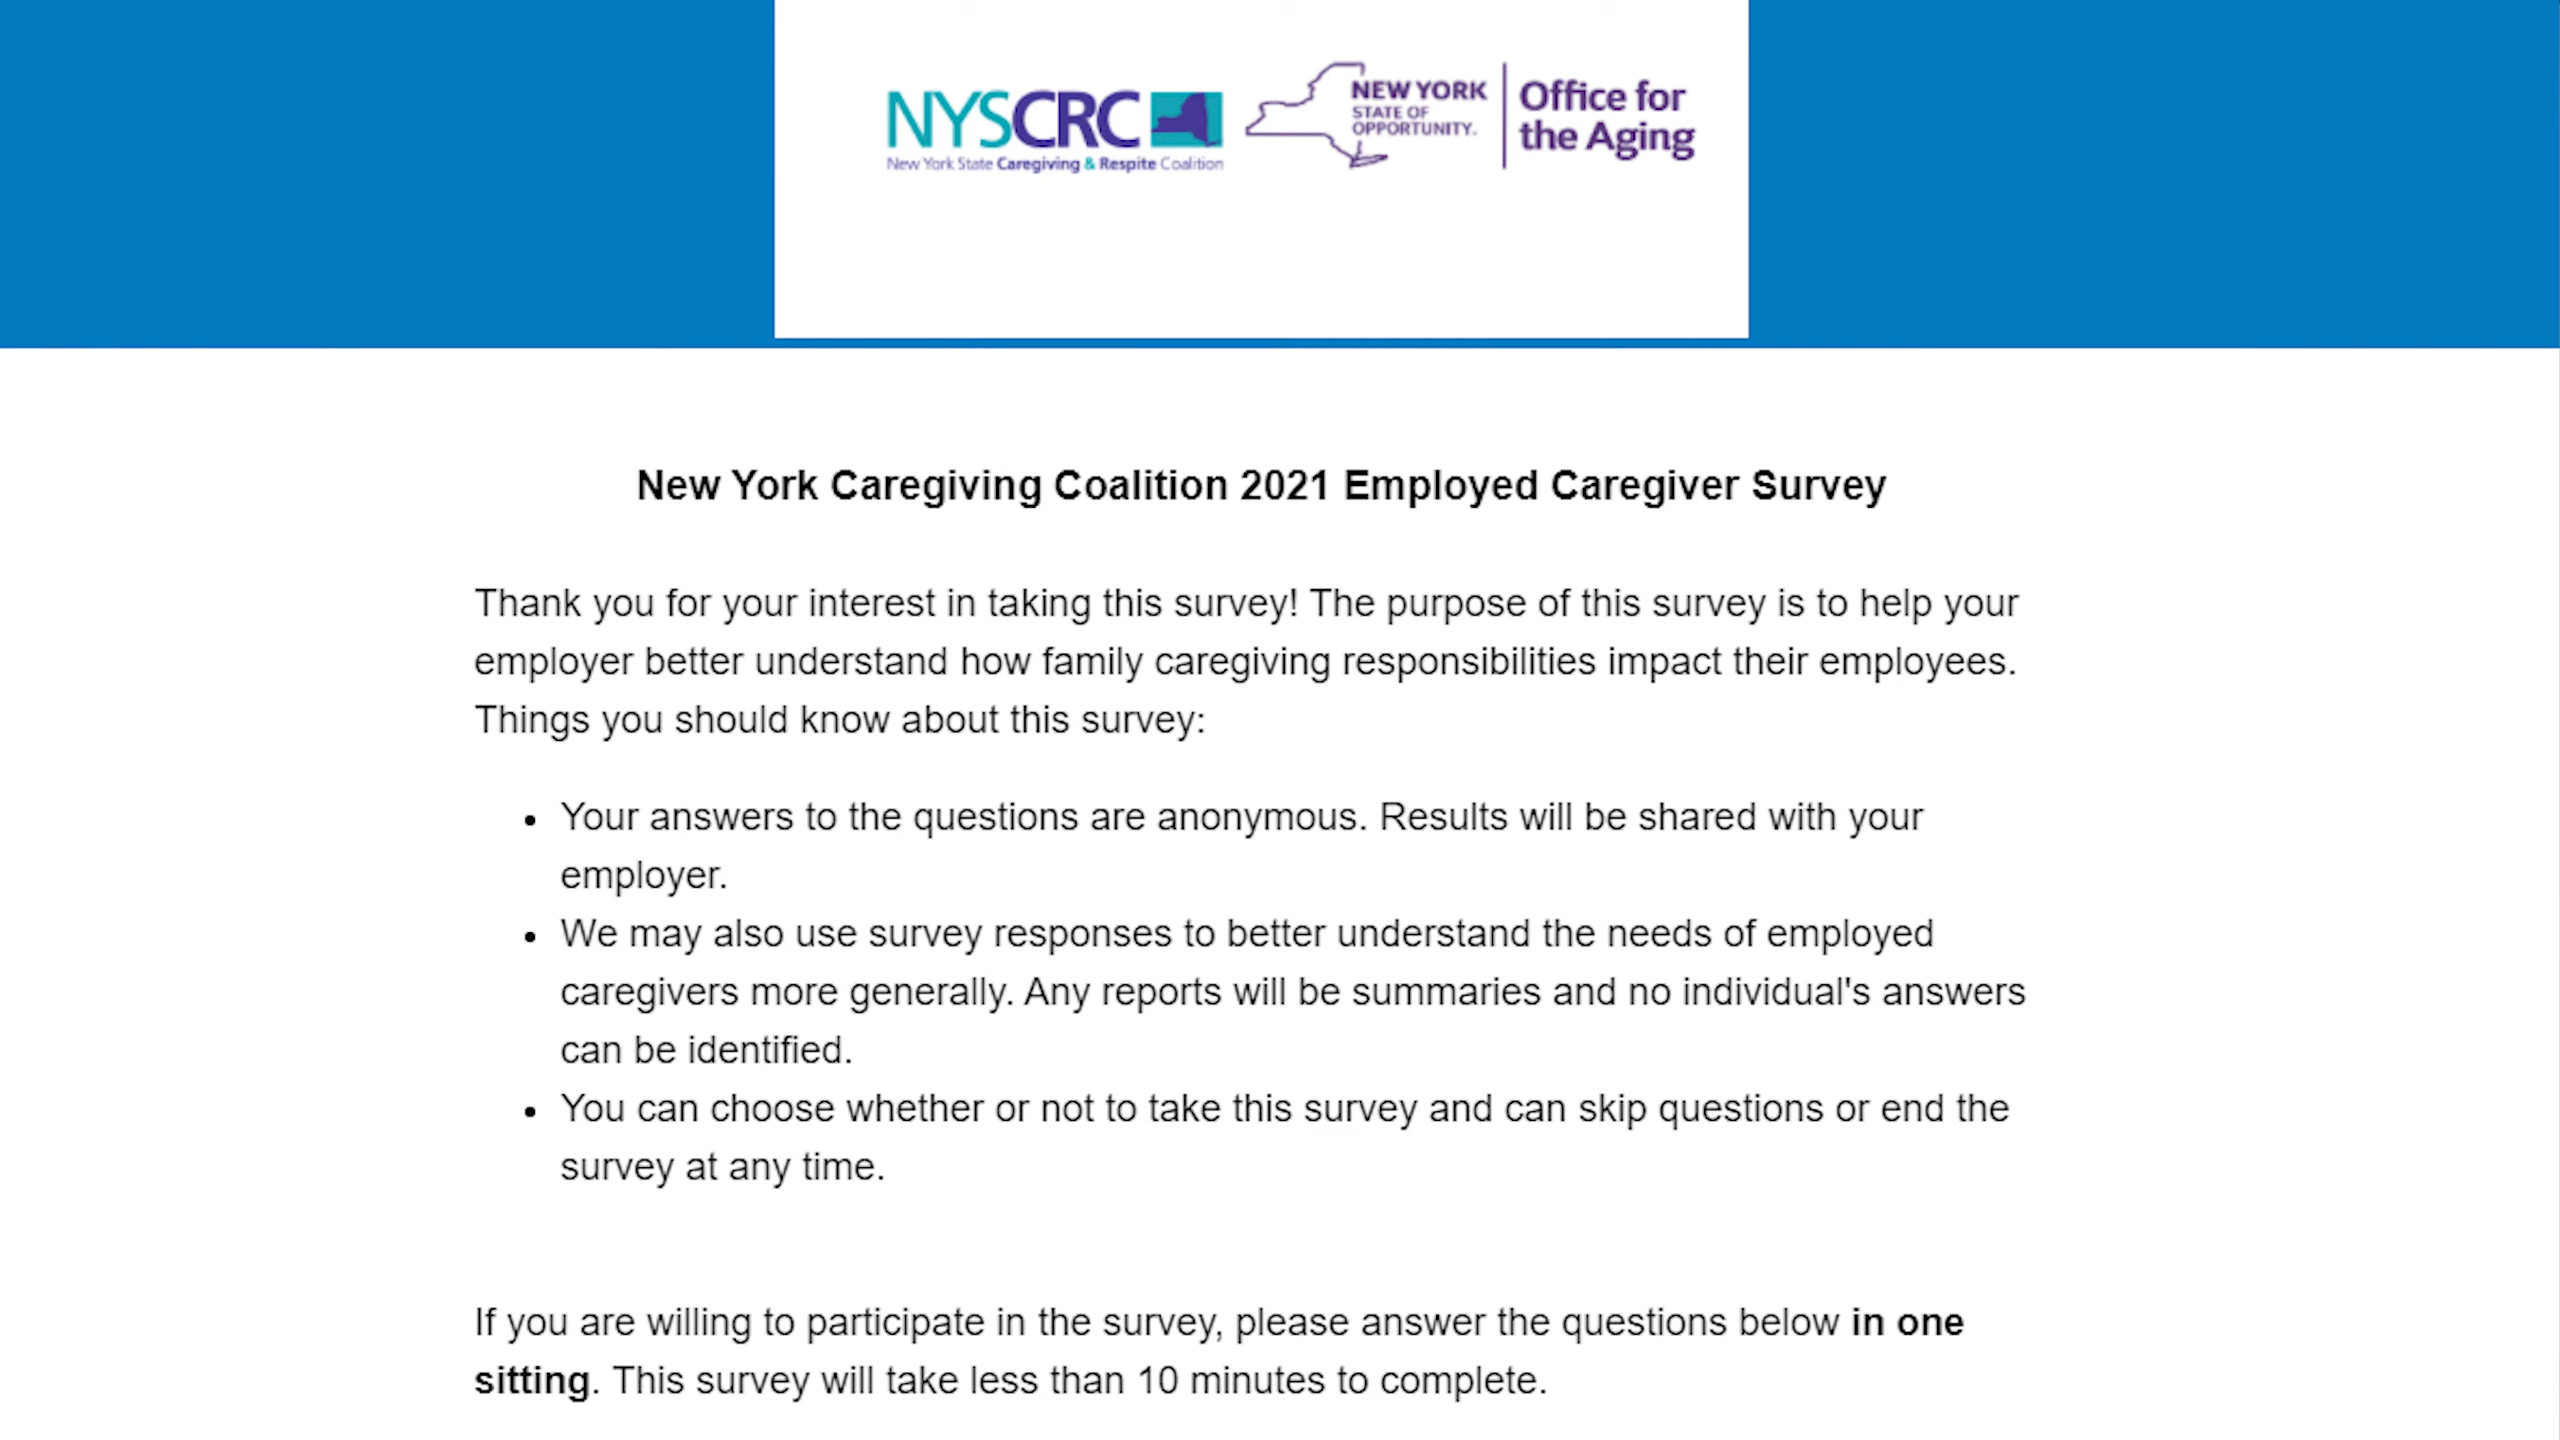 NYSCRC
New York State Caregiving & Respite Coalition
NEW YORK
STATE OF
OPPORTUNITY.
Office for
the Aging
New York Caregiving Coalition 2021 Employed Caregiver Survey
Thank you for your interest in taking this survey! The purpose of this survey is to help your
employer better understand how family caregiving responsibilities impact their employees.
Things you should know about this survey:
• Your answers to the questions are anonymous. Results will be shared with your
employer.
• We may also use survey responses to better understand the needs of employed
caregivers more generally. Any reports will be summaries and no individual's answers
can be identified.
• You can choose whether or not to take this survey and can skip questions or end the
survey at any time.
If you are willing to participate in the survey, please answer the questions below in one
sitting. This survey will take less than 10 minutes to complete.